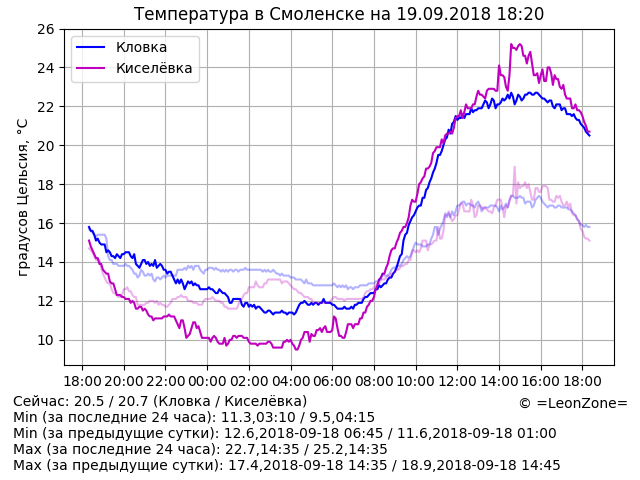 Температура в Смоленске на 19.09.2018 18:20
26
24
22
20
18
16
14
12
10
градусов Цельсия, °C
Кловка
Киселёвка
18:00 20:00 22:00 00:00 02:00 04:00 06:00 08:00 10:00 12:00 14:00 16:00 18:00
Сейчас: 20.5 / 20.7 (Кловка / Киселёвка)
© =LeonZone=
Min (за последние 24 часа): 11.3,03:10 / 9.5,04:15
Min (за предыдущие сутки): 12.6,2018-09-18 06:45 / 11.6,2018-09-18 01:00
Max (за последние 24 часа): 22.7,14:35 / 25.2,14:35
Max (за предыдущие сутки): 17.4,2018-09-18 14:35 / 18.9,2018-09-18 14:45